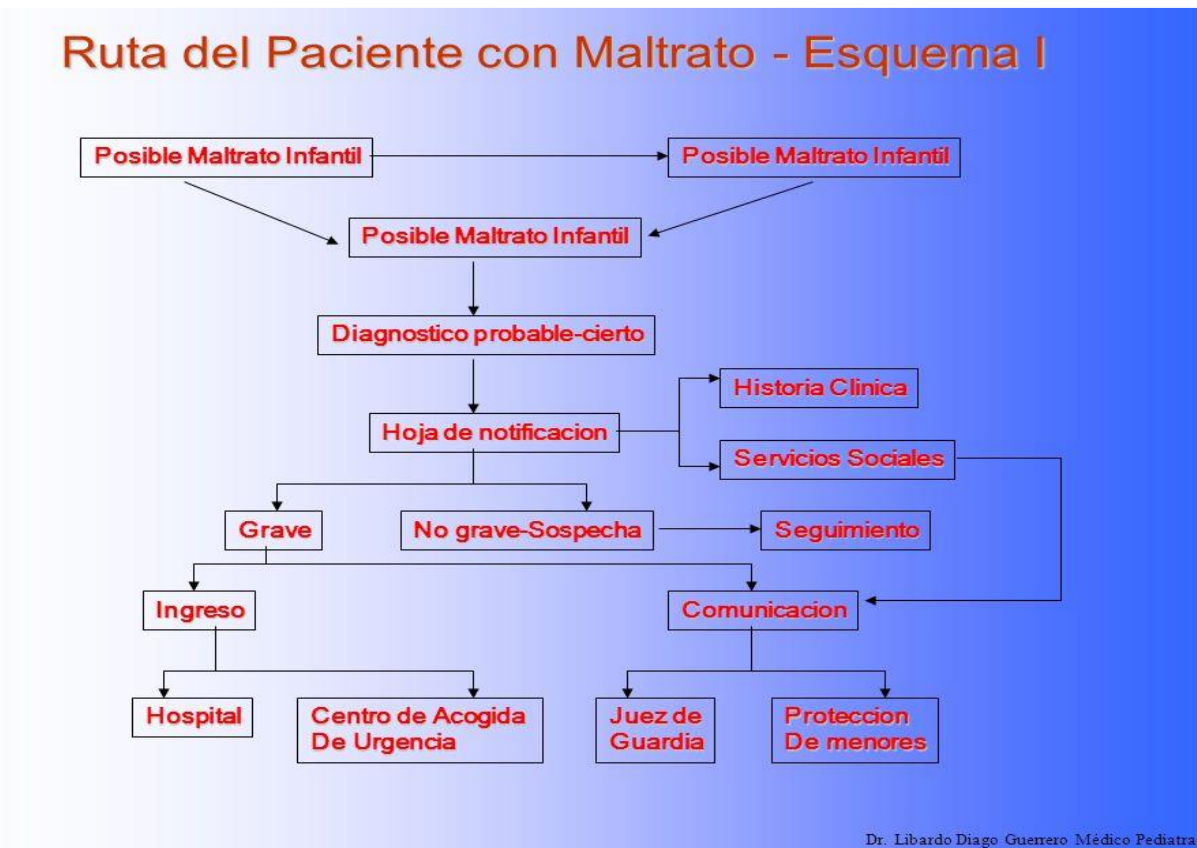 Ruta del Paciente con Maltrato - Esquema I
Posible Maltrato Infantil
Posible Maltrato Infantil
Posible Maltrato Infantil
Diagnostico probable-cierto
Historia Clinica
Hoja de notificacion
Servicios Sociales
Grave
No grave-Sospecha
Seguimiento
Ingreso
Comunicacion
Hospital
Centro de Acogida
De Urgencia
Juez de
Guardia
Proteccion
De menores
Dr. Libardo Diago Guerrero Médico Pediatra